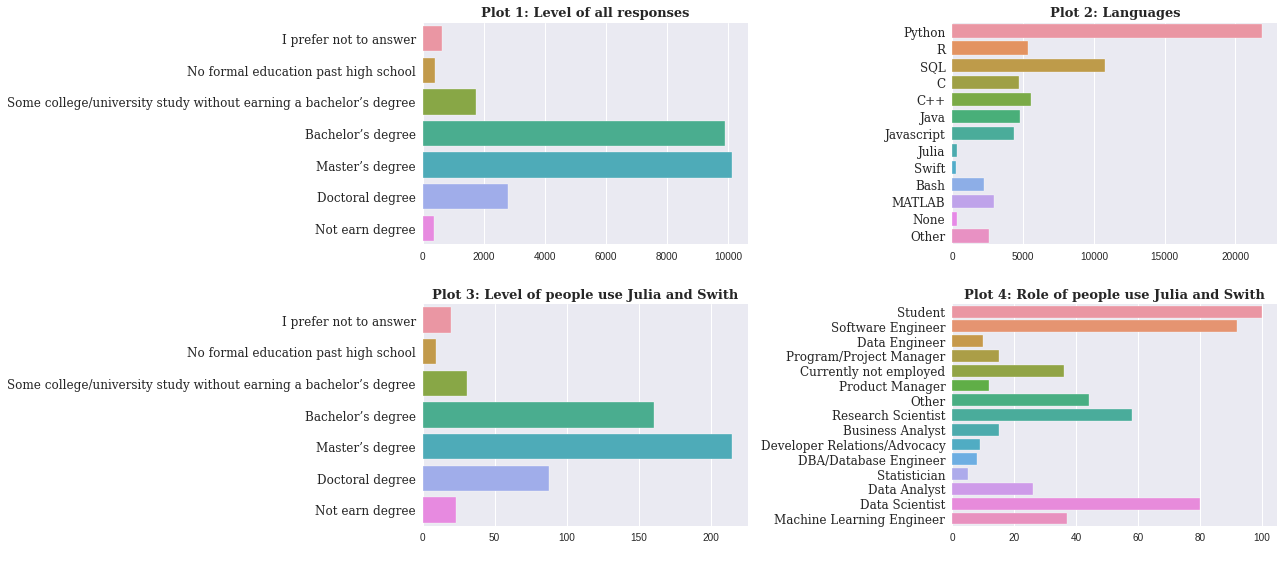 Plot 1: Level of all responses
I prefer not to answer
No formal education past high school
Some college/university study without earning a bachelor’s degree
Bachelor’s degree
Master’s degree
Doctoral degree
Not earn degree
0 2000 4000 6000 8000 10000
Plot 2: Languages
Python
R
SQL
C
C++
Java
Javascript
Julia
Swift
Bash
MATLAB
None
Other
0 5000 10000 15000 20000
Plot 3: Level of people use Julia and Swith
I prefer not to answer
No formal education past high school
Some college/university study without earning a bachelor’s degree
Bachelor’s degree
Master’s degree
Doctoral degree
Not earn degree
0 50 100 150 200
Plot 4: Role of people use Julia and Swith
Student
Software Engineer
Data Engineer
Program/Project Manager
Currently not employed
Product Manager
Other
Research Scientist
Business Analyst
Developer Relations/Advocacy
DBA/Database Engineer
Statistician
Data Analyst
Data Scientist
Machine Learning Engineer
0 20 40 60 80 100